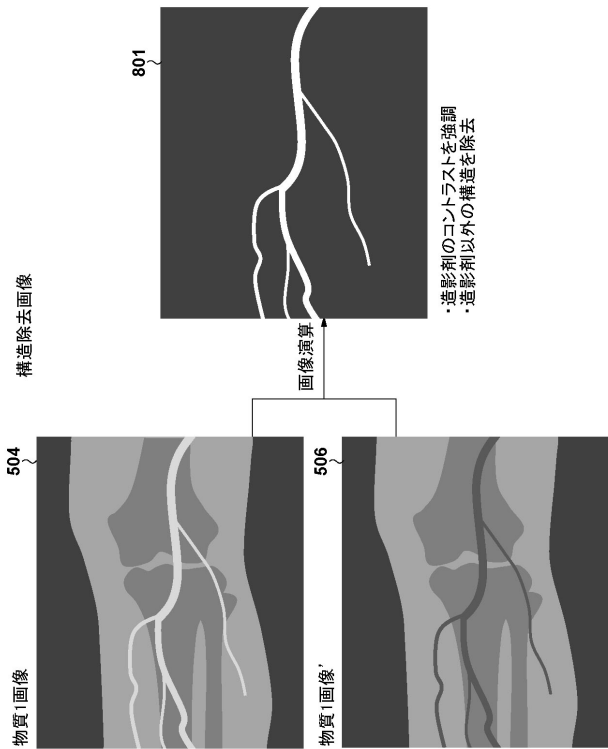 物質1画像
504
物質1画像'
506
画像演算
構造除去画像
801
・造影剤のコントラストを強調
・造影剤以外の構造を除去